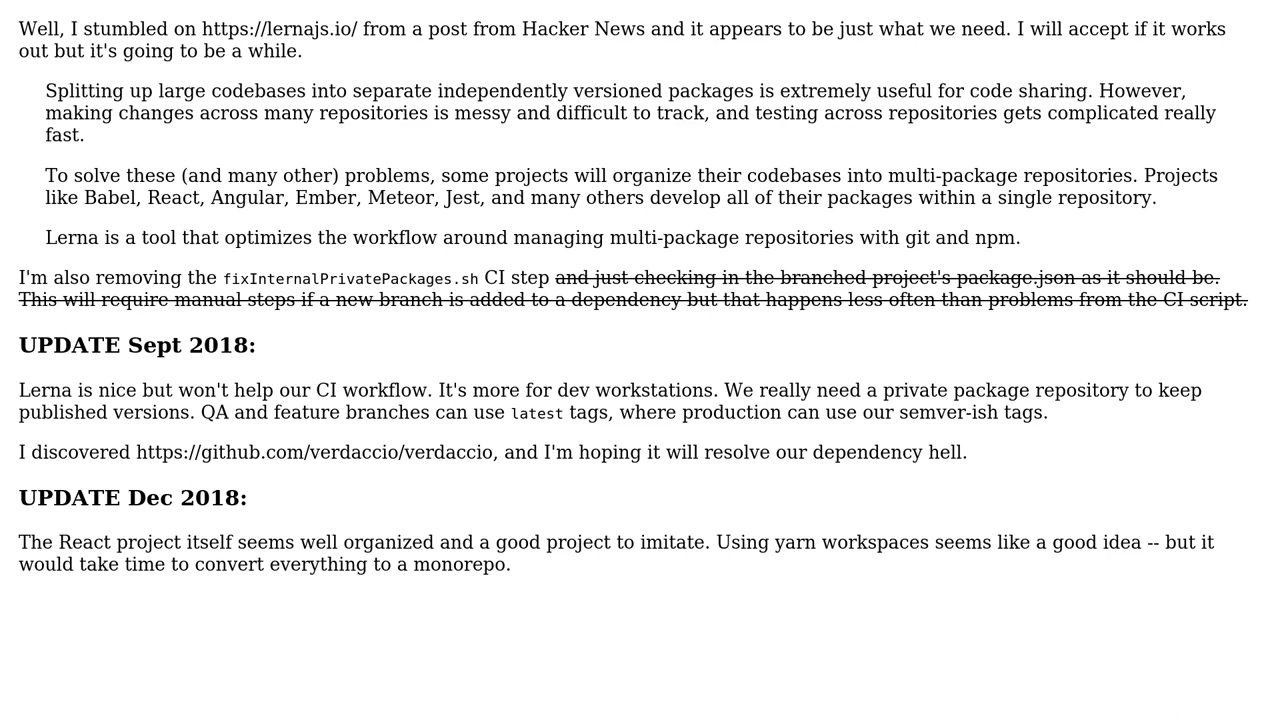 Well, I stumbled on https://lernajs.io/ from a post from Hacker News and it appears to be just what we need. I will accept if it works
out but it's going to be a while.
Splitting up large codebases into separate independently versioned packages is extremely useful for code sharing. However,
making changes across many repositories is messy and difficult to track, and testing across repositories gets complicated really
fast.
To solve these (and many other) problems, some projects will organize their codebases into multi-package repositories. Projects
like Babel, React, Angular, Ember, Meteor, Jest, and many others develop all of their packages within a single repository.
Lerna is a tool that optimizes the workflow around managing multi-package repositories with git and npm.
I'm also removing the fixInternalPrivatePackages.sh CI step and just checking in the branched project's package.json as it should be.
This will require manual steps if a new branch is added to a dependency but that happens less often than problems from the CI script.
UPDATE Sept 2018:
Lerna is nice but won't help our CI workflow. It's more for dev workstations. We really need a private package repository to keep
published versions. QA and feature branches can use latest tags, where production can use our semver-ish tags.
I discovered https://github.com/verdaccio/verdaccio, and I'm hoping it will resolve our dependency hell.
UPDATE Dec 2018:
The React project itself seems well organized and a good project to imitate. Using yarn workspaces seems like a good idea -- but it
would take time to convert everything to a monorepo.